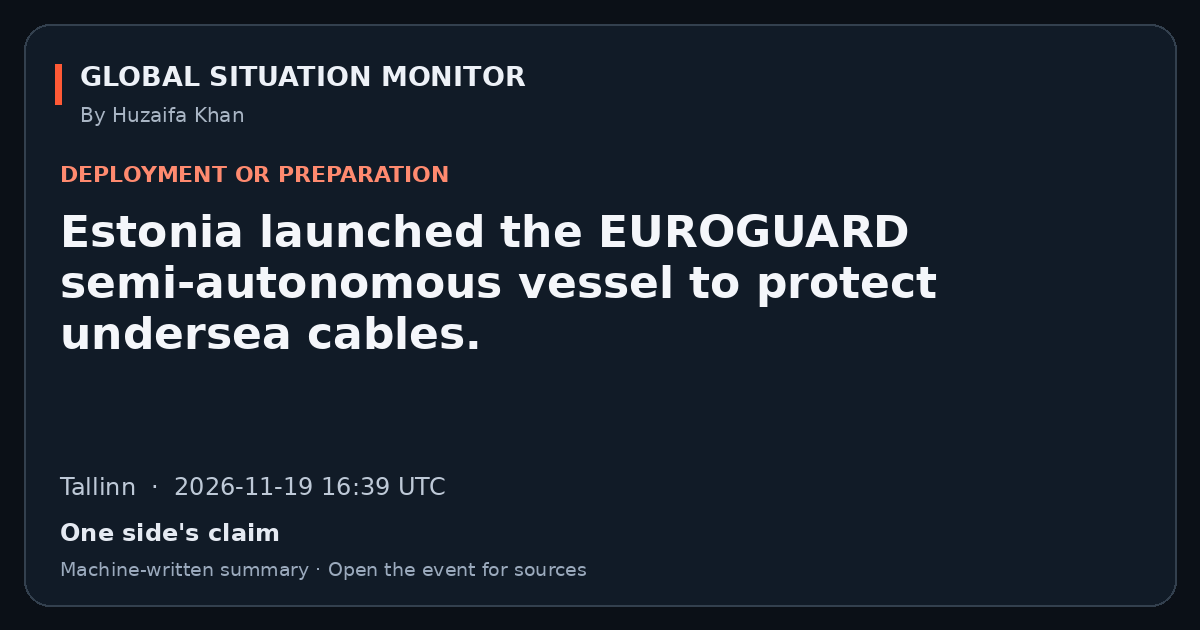 GLOBAL SITUATION MONITOR
By Huzaifa Khan
DEPLOYMENT OR PREPARATION
Estonia launched the EUROGUARD
semi-autonomous vessel to protect
undersea cables.
Tallinn · 2026-11-19 16:39 UTC
One side's claim
Machine-written summary · Open the event for sources